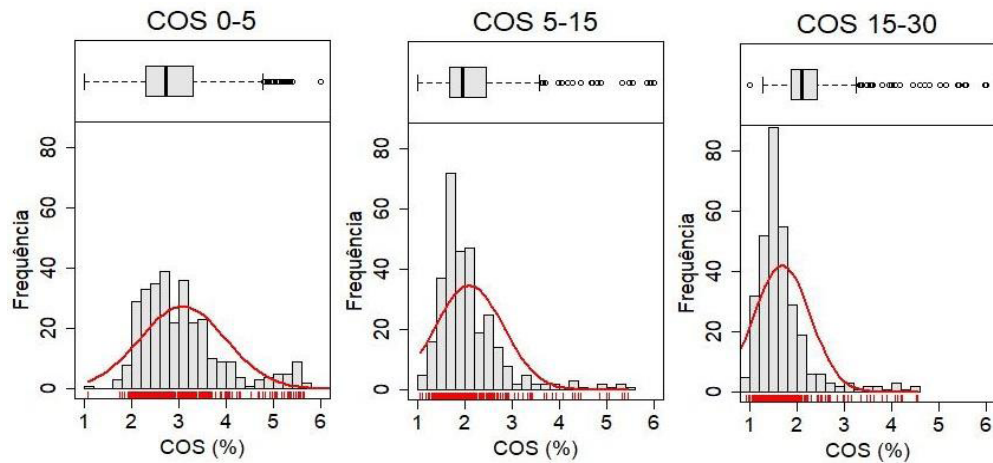 COS 0-5
COS 5-15
COS 15-30
Frequência
0 20 40 60 80
1 2 3 4 5 6
COS (%)
Frequência
0 20 40 60 80
1 2 3 4 5 6
COS (%)
Frequência
0 20 40 60 80
1 2 3 4 5 6
COS (%)